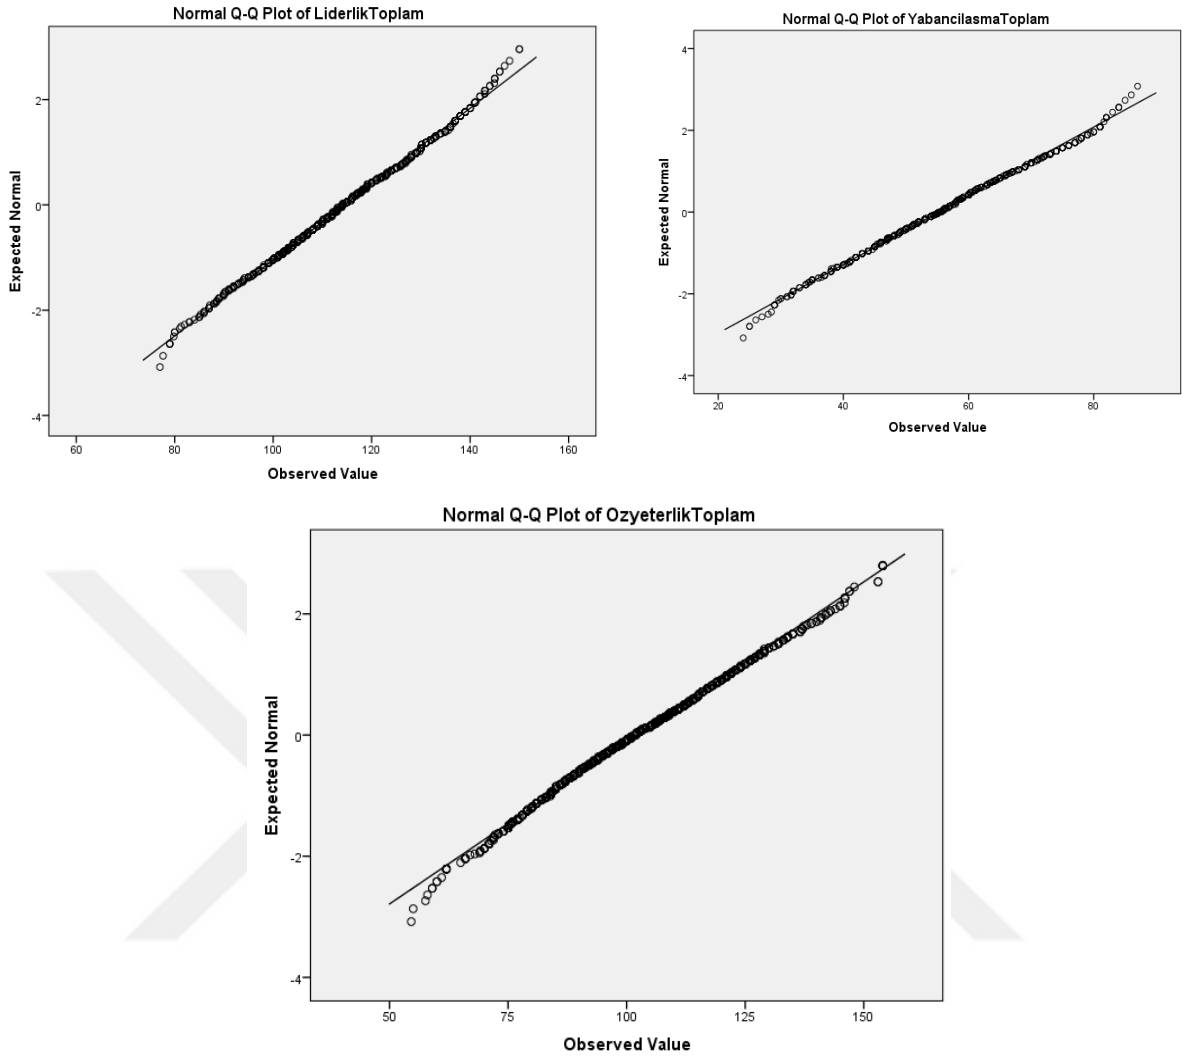 Normal Q-Q Plot of LiderlikToplam
Expected Normal
2
0
-2
-4
60 80 100 120 140 160
Observed Value
Normal Q-Q Plot of YabancilasmaToplam
Expected Normal
4
2
0
-2
-4
20 40 60 80
Observed Value
Normal Q-Q Plot of OzyeterlikToplam
Expected Normal
2
0
-2
-4
50 75 100 125 150
Observed Value